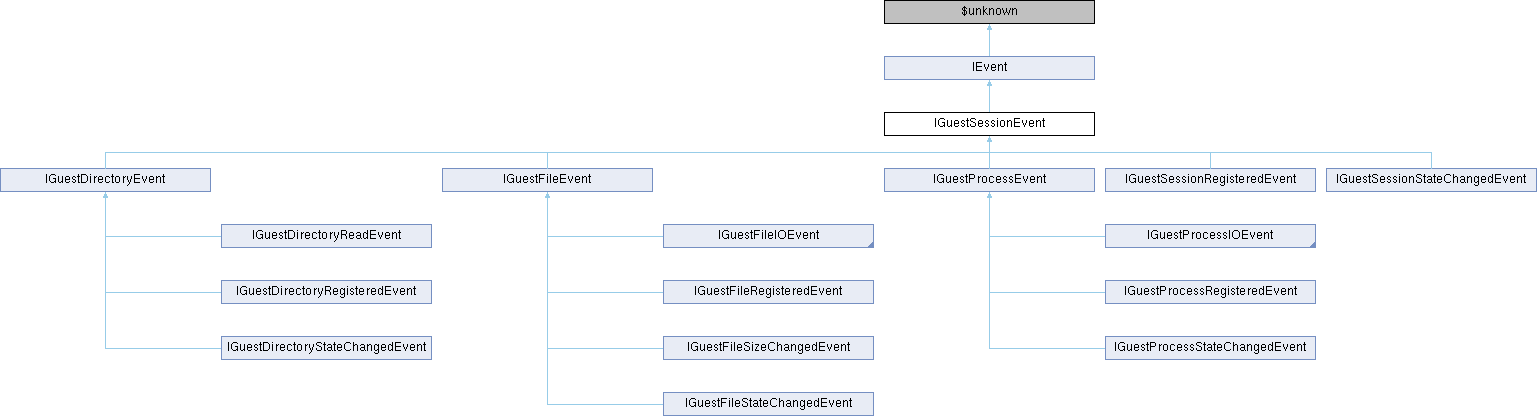 $unknown
IEvent
IGuestSessionEvent
IGuestDirectoryEvent
IGuestFileEvent
IGuestProcessEvent
IGuestSessionRegisteredEvent
IGuestSessionStateChangedEvent
IGuestDirectoryReadEvent
IGuestFileIOEvent
IGuestProcessIOEvent
IGuestDirectoryRegisteredEvent
IGuestFileRegisteredEvent
IGuestProcessRegisteredEvent
IGuestDirectoryStateChangedEvent
IGuestFileSizeChangedEvent
IGuestProcessStateChangedEvent
IGuestFileStateChangedEvent